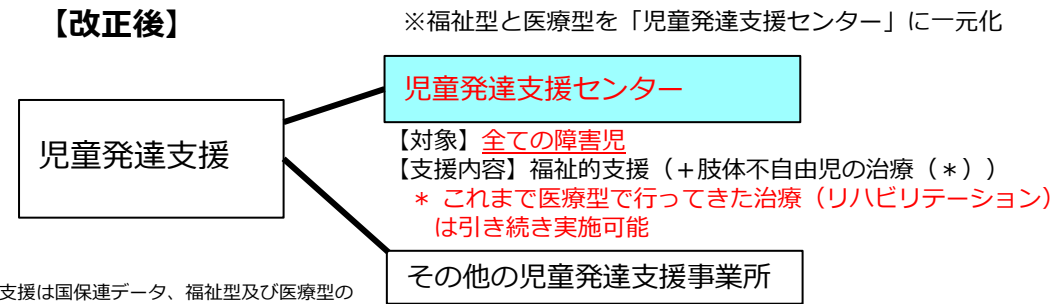 【改正後】
※福祉型と医療型を「児童発達支援センター」に一元化
児童発達支援センター
児童発達支援
【対象】全ての障害児
【支援内容】福祉的支援（＋肢体不自由児の治療（＊））
＊ これまで医療型で行ってきた治療（リハビリテーション）
は引き続き実施可能
その他の児童発達支援事業所
支援は国保連データ、福祉型及び医療型の